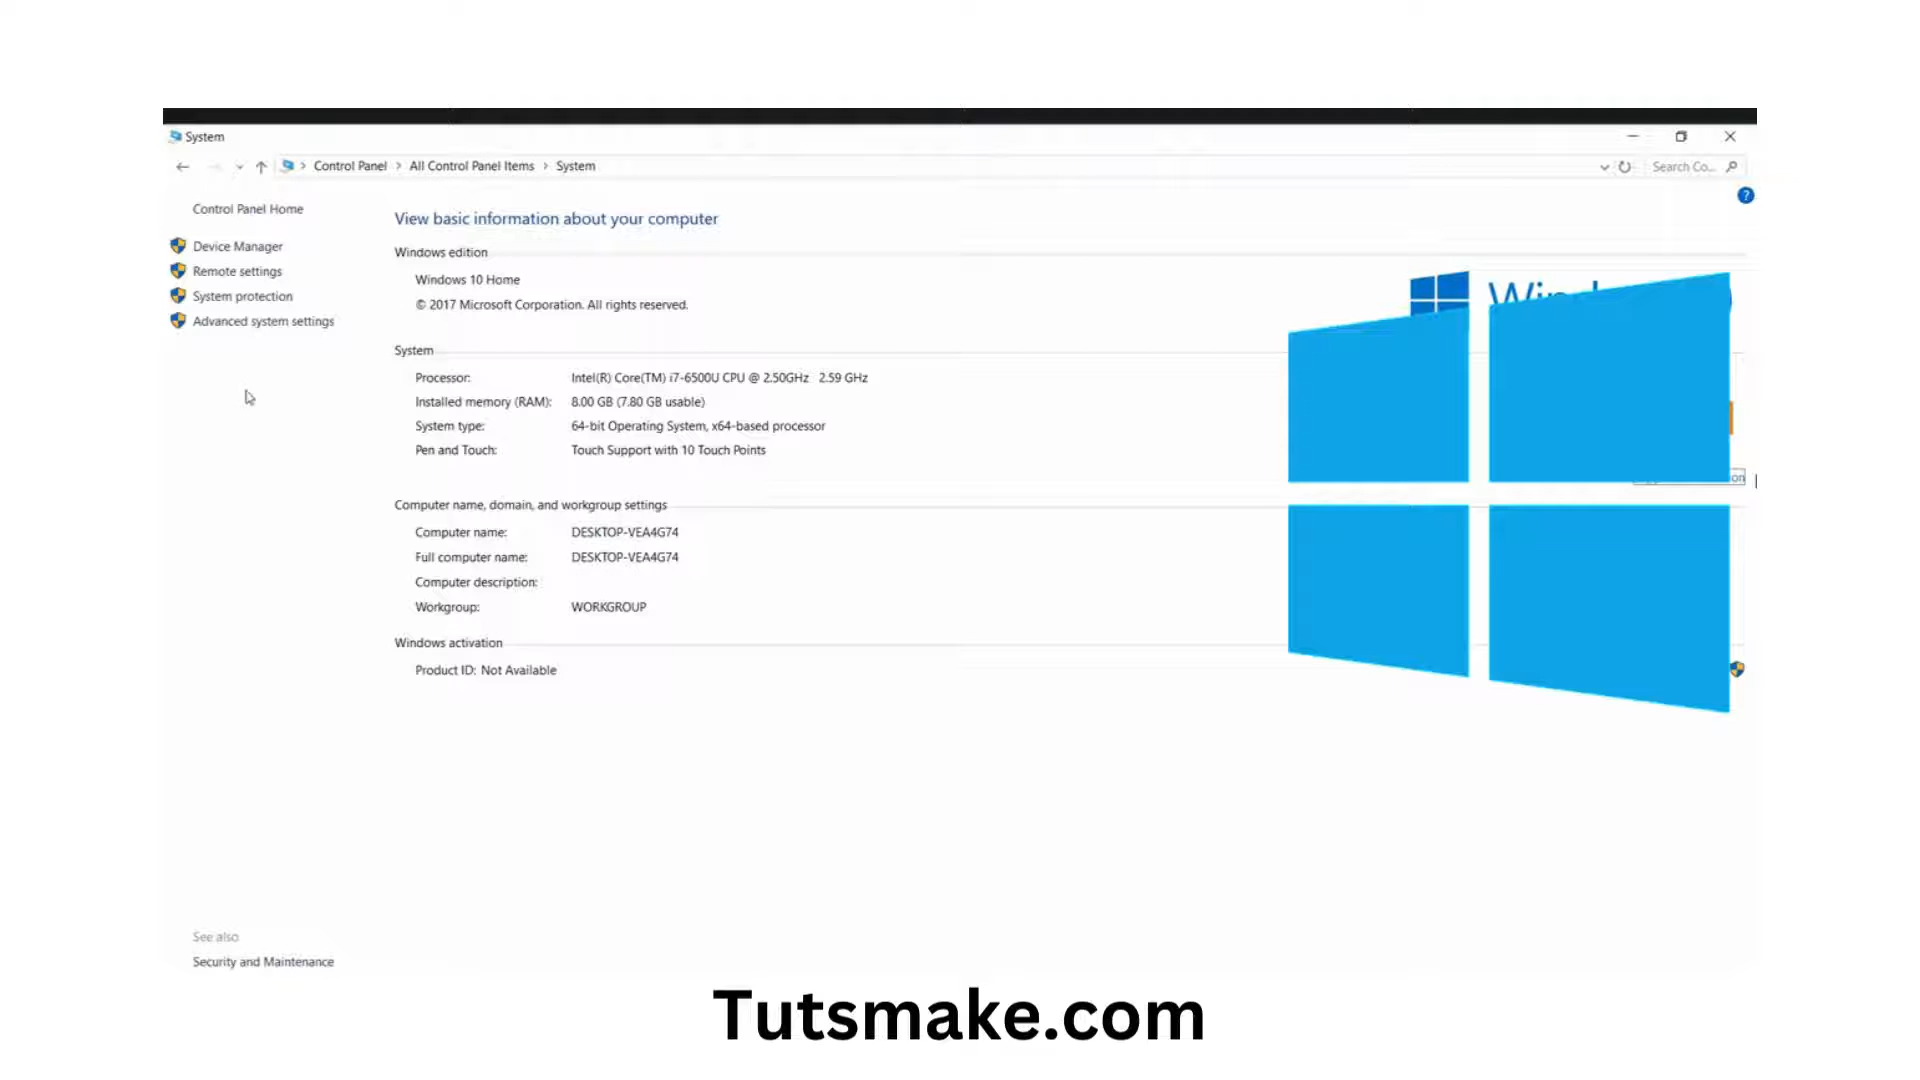 System
Control Panel > All Control Panel Items > System
Search Co...
?
Control Panel Home
Device Manager
Remote settings
System protection
Advanced system settings
View basic information about your computer
Windows edition
Windows 10 Home
© 2017 Microsoft Corporation. All rights reserved.
System
Processor: Intel(R) Core(TM) i7-6500U CPU @ 2.50GHz 2.59 GHz
Installed memory (RAM): 8.00 GB (7.80 GB usable)
System type: 64-bit Operating System, x64-based processor
Pen and Touch: Touch Support with 10 Touch Points
Computer name, domain, and workgroup settings
Computer name: DESKTOP-VEA4G74
Full computer name: DESKTOP-VEA4G74
Computer description:
Workgroup: WORKGROUP
Windows activation
Product ID: Not Available
See also
Security and Maintenance
Tutsmake.com